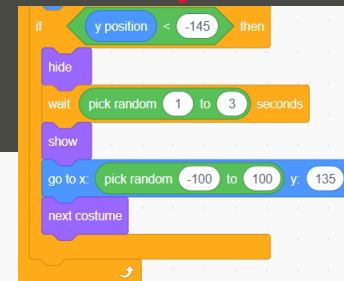 if y position < -145 then
hide
wait pick random 1 to 3 seconds
show
go to x: pick random -100 to 100 y: 135
next costume